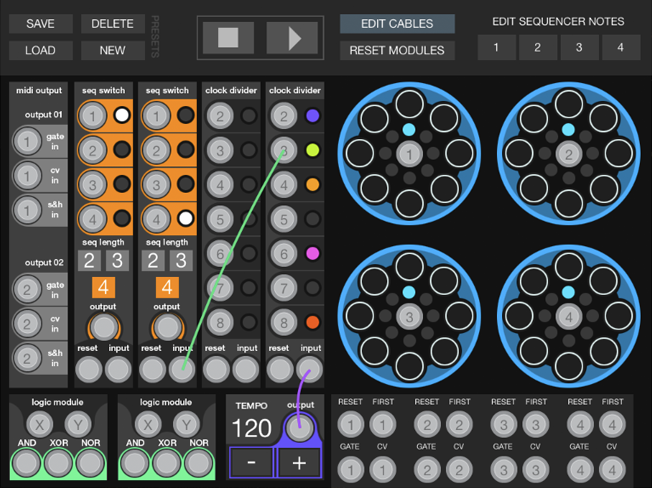 SAVE DELETE PRESETS EDIT CABLES EDIT SEQUENCER NOTES
LOAD NEW RESET MODULES 1 2 3 4
midi output seq switch seq switch clock divider clock divider
output 01 1 1 2 2
1 gate in 2 2 3 3
1 cv in 3 3 4 4
1 s&h in 4 4 5 5
seq length seq length 6 6
output 02 2 3 2 3
2 gate in 4 4 7 7
2 cv in output output 8 8
2 s&h in reset input reset input reset input reset input
1 2
3 4
logic module logic module TEMPO output
X Y X Y 120
AND XOR NOR AND XOR NOR - +
RESET FIRST RESET FIRST RESET FIRST RESET FIRST
1 1 2 2 3 3 4 4
GATE CV GATE CV GATE CV GATE CV
1 1 2 2 3 3 4 4